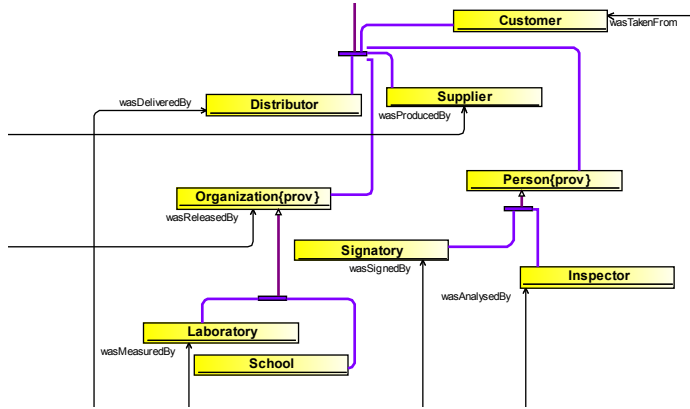 Customer
wasTakenFrom
wasDeliveredBy
Distributor
Supplier
wasProducedBy
Person{prov}
Organization{prov}
wasReleasedBy
Signatory
wasSignedBy
Inspector
wasAnalysedBy
Laboratory
wasMeasuredBy
School